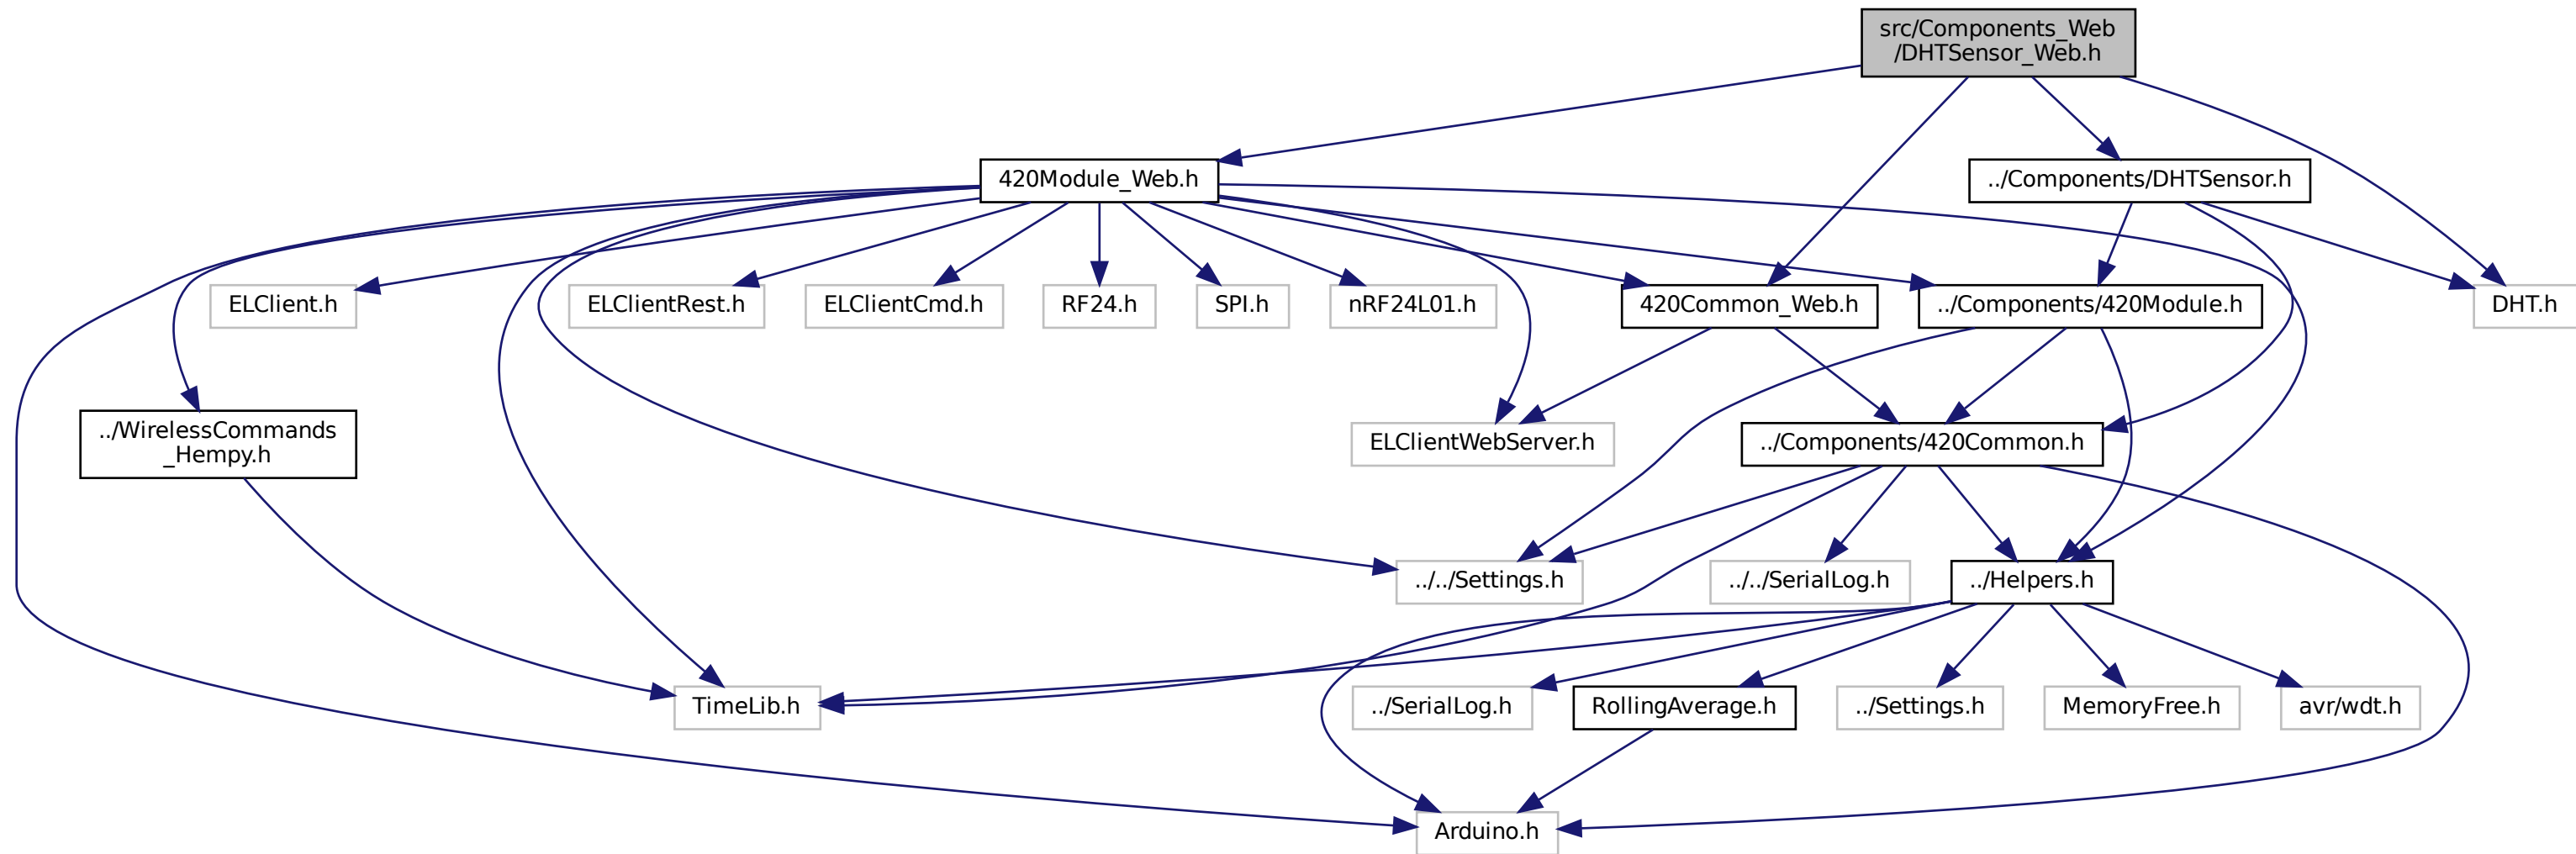 src/Components_Web
/DHTSensor_Web.h
420Module_Web.h
../Components/DHTSensor.h
ELClient.h
ELClientRest.h
ELClientCmd.h
RF24.h
SPI.h
nRF24L01.h
420Common_Web.h
../Components/420Module.h
DHT.h
../WirelessCommands
_Hempy.h
ELClientWebServer.h
../Components/420Common.h
../../Settings.h
../../SerialLog.h
../Helpers.h
TimeLib.h
../SerialLog.h
RollingAverage.h
../Settings.h
MemoryFree.h
avr/wdt.h
Arduino.h